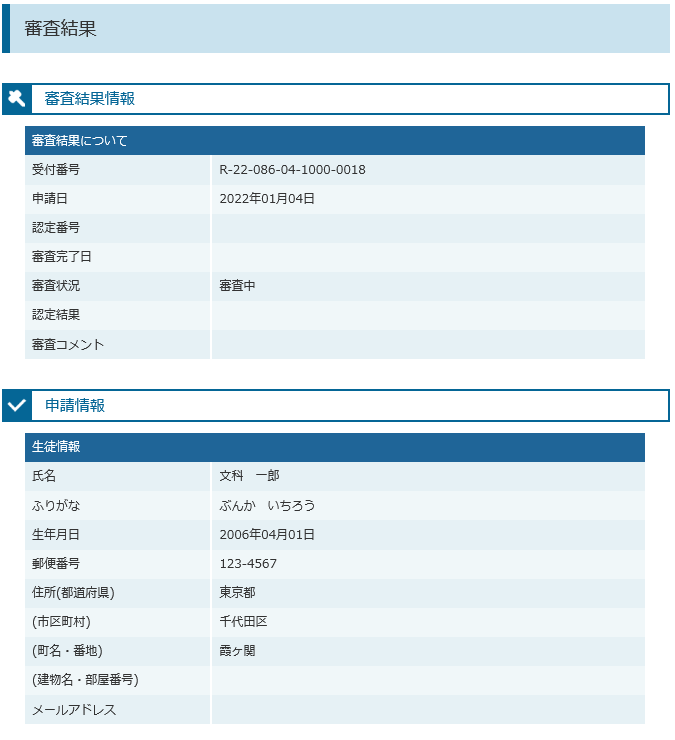 審査結果
審査結果情報
審査結果について
受付番号 R-22-086-04-1000-0018
申請日 2022年01月04日
認定番号
審査完了日
審査状況 審査中
認定結果
審査コメント
申請情報
生徒情報
氏名 文科　一郎
ふりがな ぶんか　いちろう
生年月日 2006年04月01日
郵便番号 123-4567
住所(都道府県) 東京都
(市区町村) 千代田区
(町名・番地) 霞ヶ関
(建物名・部屋番号)
メールアドレス